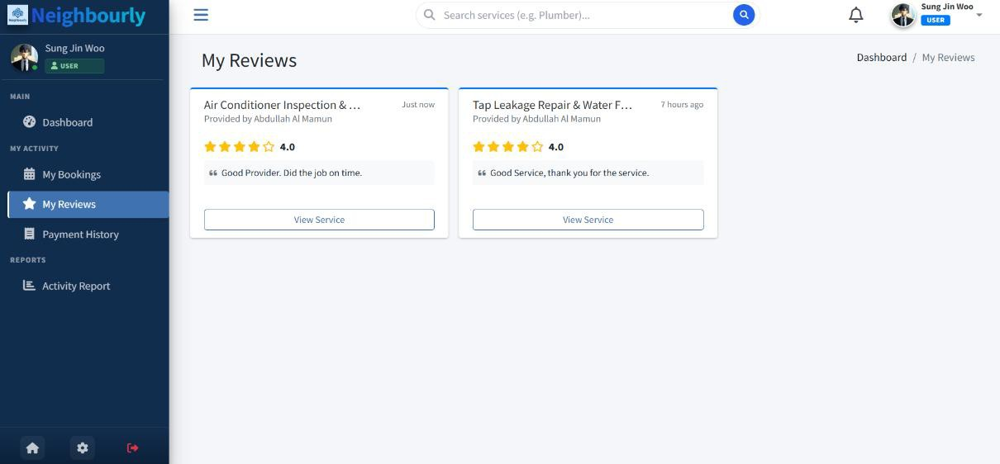 Neighbourly
Sung Jin Woo
USER
MAIN
Dashboard
MY ACTIVITY
My Bookings
My Reviews
Payment History
REPORTS
Activity Report
Search services (e.g. Plumber)...
Sung Jin Woo
USER
My Reviews
Dashboard / My Reviews
Air Conditioner Inspection & ... Just now
Provided by Abdullah Al Mamun
4.0
❝ Good Provider. Did the job on time.
View Service
Tap Leakage Repair & Water F... 7 hours ago
Provided by Abdullah Al Mamun
4.0
❝ Good Service, thank you for the service.
View Service